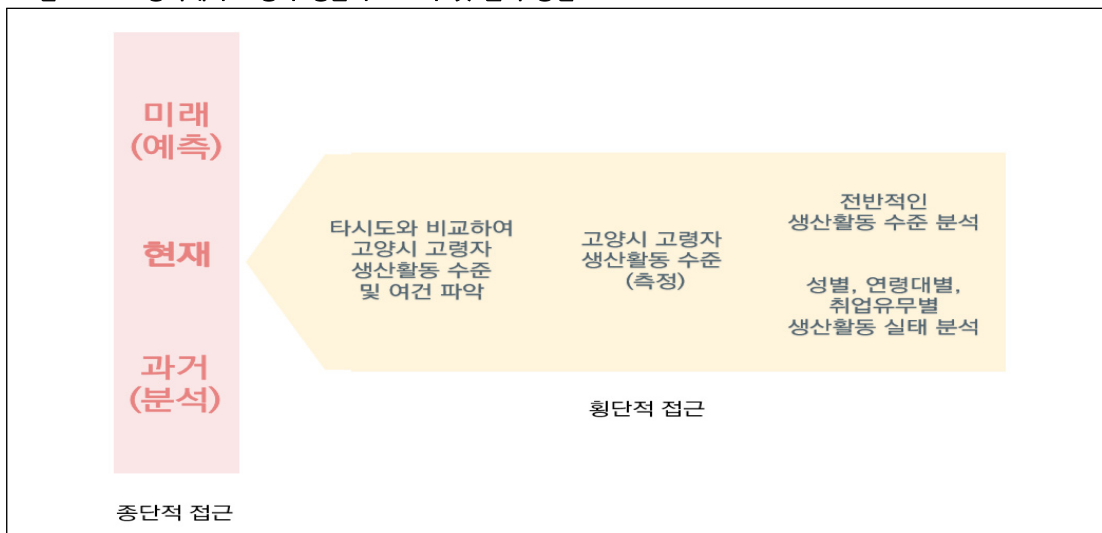 미래
(예측)
현재
과거
(분석)
종단적 접근
타시도와 비교하여
고양시 고령자
생산활동 수준
및 여건 파악
고양시 고령자
생산활동 수준
(측정)
전반적인
생산활동 수준 분석
성별, 연령대별,
취업유무별
생산활동 실태 분석
횡단적 접근